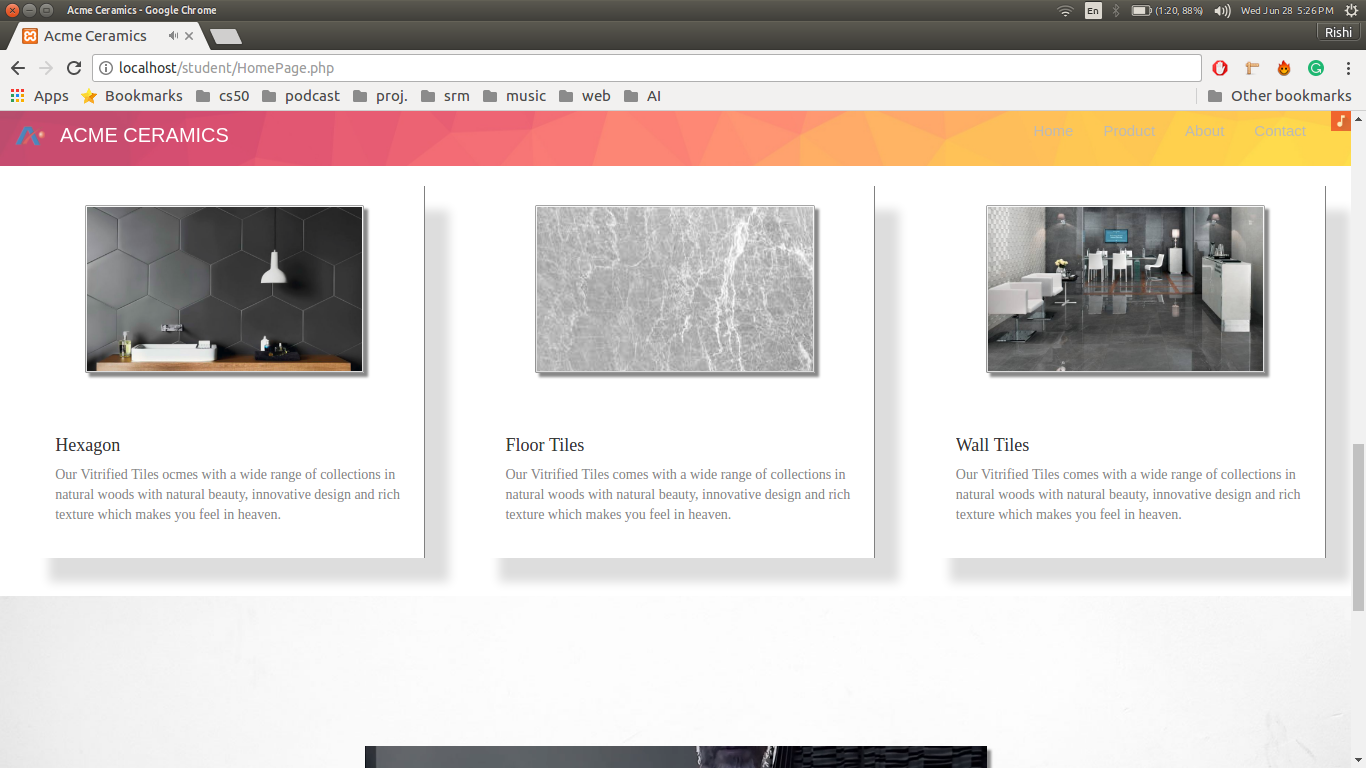 Acme Ceramics - Google Chrome
En
(1:20, 88%)
Wed Jun 28 5:26 PM
Acme Ceramics
Rishi
localhost/student/HomePage.php
Apps
Bookmarks
cs50
podcast
proj.
srm
music
web
AI
Other bookmarks
ACME CERAMICS
Home
Product
About
Contact
Hexagon
Our Vitrified Tiles ocmes with a wide range of collections in
natural woods with natural beauty, innovative design and rich
texture which makes you feel in heaven.
Floor Tiles
Our Vitrified Tiles comes with a wide range of collections in
natural woods with natural beauty, innovative design and rich
texture which makes you feel in heaven.
Wall Tiles
Our Vitrified Tiles comes with a wide range of collections in
natural woods with natural beauty, innovative design and rich
texture which makes you feel in heaven.